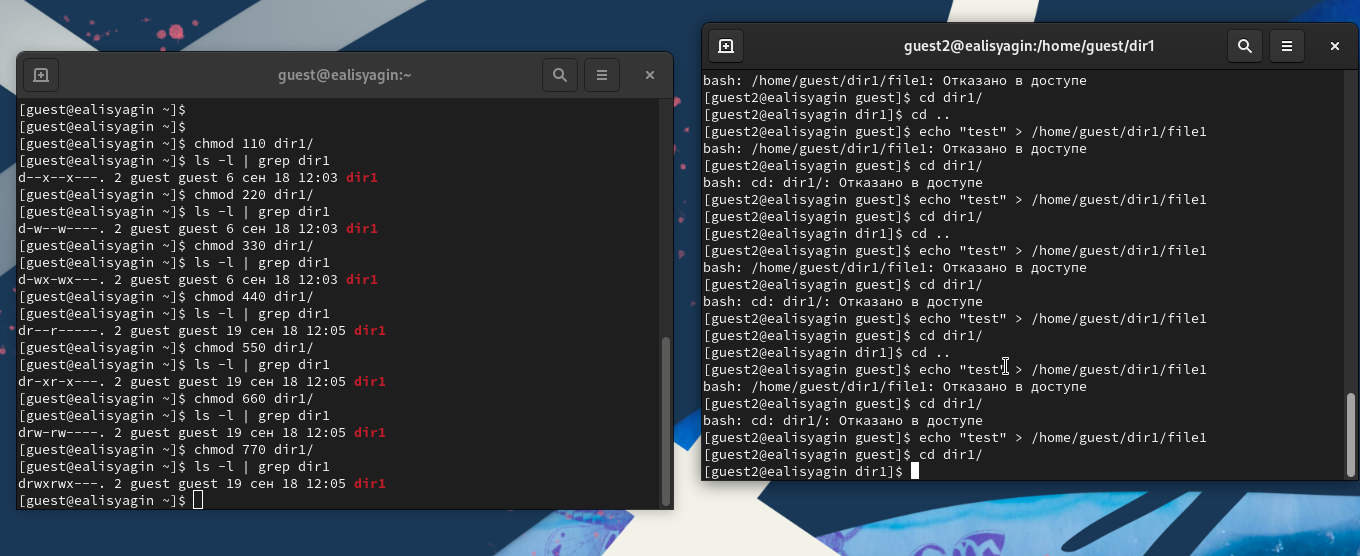 guest@ealisyagin:~
[guest@ealisyagin ~]$
[guest@ealisyagin ~]$
[guest@ealisyagin ~]$ chmod 110 dir1/
[guest@ealisyagin ~]$ ls -l | grep dir1
d--x--x---. 2 guest guest 6 сен 18 12:03 dir1
[guest@ealisyagin ~]$ chmod 220 dir1/
[guest@ealisyagin ~]$ ls -l | grep dir1
d-w--w----. 2 guest guest 6 сен 18 12:03 dir1
[guest@ealisyagin ~]$ chmod 330 dir1/
[guest@ealisyagin ~]$ ls -l | grep dir1
d-wx-wx---. 2 guest guest 6 сен 18 12:03 dir1
[guest@ealisyagin ~]$ chmod 440 dir1/
[guest@ealisyagin ~]$ ls -l | grep dir1
dr--r-----. 2 guest guest 19 сен 18 12:05 dir1
[guest@ealisyagin ~]$ chmod 550 dir1/
[guest@ealisyagin ~]$ ls -l | grep dir1
dr-xr-x---. 2 guest guest 19 сен 18 12:05 dir1
[guest@ealisyagin ~]$ chmod 660 dir1/
[guest@ealisyagin ~]$ ls -l | grep dir1
drw-rw----. 2 guest guest 19 сен 18 12:05 dir1
[guest@ealisyagin ~]$ chmod 770 dir1/
[guest@ealisyagin ~]$ ls -l | grep dir1
drwxrwx---. 2 guest guest 19 сен 18 12:05 dir1
[guest@ealisyagin ~]$
guest2@ealisyagin:/home/guest/dir1
bash: /home/guest/dir1/file1: Отказано в доступе
[guest2@ealisyagin guest]$ cd dir1/
[guest2@ealisyagin dir1]$ cd ..
[guest2@ealisyagin guest]$ echo "test" > /home/guest/dir1/file1
bash: /home/guest/dir1/file1: Отказано в доступе
[guest2@ealisyagin guest]$ cd dir1/
bash: cd: dir1/: Отказано в доступе
[guest2@ealisyagin guest]$ echo "test" > /home/guest/dir1/file1
[guest2@ealisyagin guest]$ cd dir1/
[guest2@ealisyagin dir1]$ cd ..
[guest2@ealisyagin guest]$ echo "test" > /home/guest/dir1/file1
bash: /home/guest/dir1/file1: Отказано в доступе
[guest2@ealisyagin guest]$ cd dir1/
bash: cd: dir1/: Отказано в доступе
[guest2@ealisyagin guest]$ echo "test" > /home/guest/dir1/file1
[guest2@ealisyagin guest]$ cd dir1/
[guest2@ealisyagin dir1]$ cd ..
[guest2@ealisyagin guest]$ echo "test" > /home/guest/dir1/file1
bash: /home/guest/dir1/file1: Отказано в доступе
[guest2@ealisyagin guest]$ cd dir1/
bash: cd: dir1/: Отказано в доступе
[guest2@ealisyagin guest]$ echo "test" > /home/guest/dir1/file1
[guest2@ealisyagin guest]$ cd dir1/
[guest2@ealisyagin dir1]$